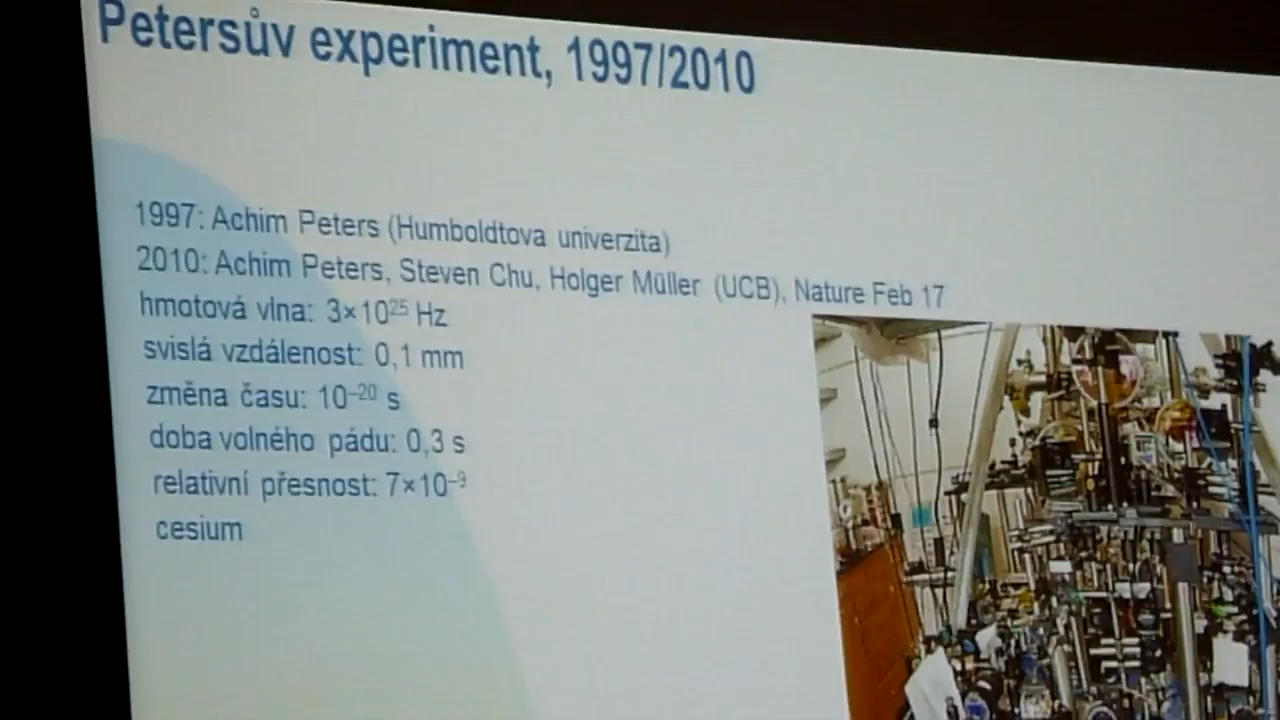 Petersův experiment, 1997/2010
1997: Achim Peters (Humboldtova univerzita)
2010: Achim Peters, Steven Chu, Holger Müller (UCB), Nature Feb 17
hmotová vlna: 3×10²⁵ Hz
svislá vzdálenost: 0,1 mm
změna času: 10⁻²⁰ s
doba volného pádu: 0,3 s
relativní přesnost: 7×10⁻⁹
cesium